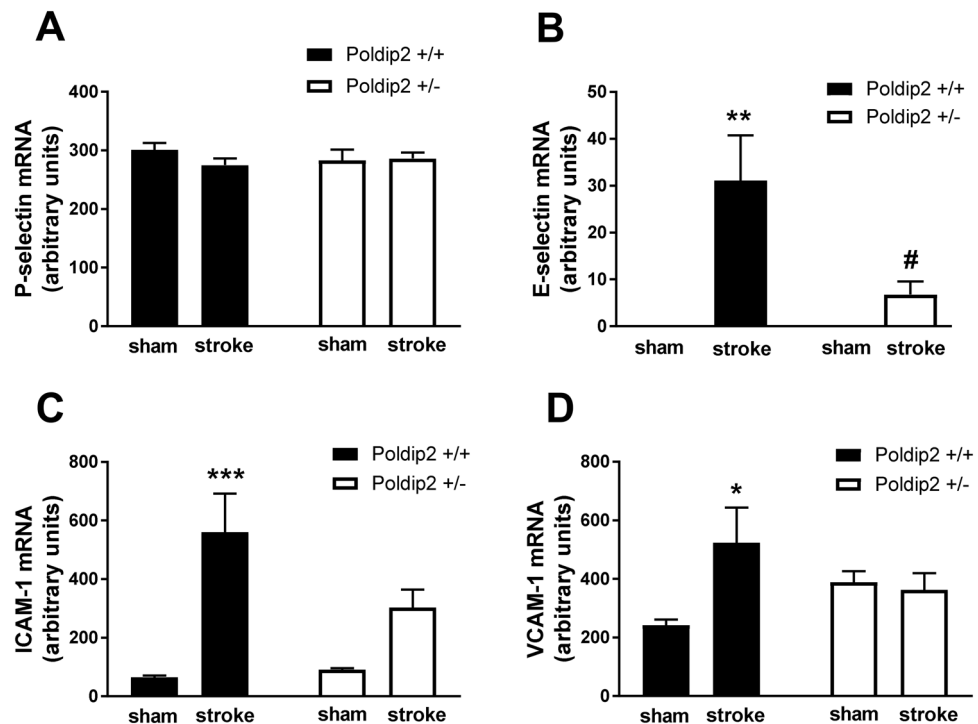 A
Poldip2 +/+
Poldip2 +/-
P-selectin mRNA
(arbitrary units)
400
300
200
100
0
sham stroke sham stroke
B
Poldip2 +/+
Poldip2 +/-
E-selectin mRNA
(arbitrary units)
50
40
30
20
10
0
**
#
sham stroke sham stroke
C
Poldip2 +/+
Poldip2 +/-
ICAM-1 mRNA
(arbitrary units)
800
600
400
200
0
***
sham stroke sham stroke
D
Poldip2 +/+
Poldip2 +/-
VCAM-1 mRNA
(arbitrary units)
800
600
400
200
0
*
sham stroke sham stroke